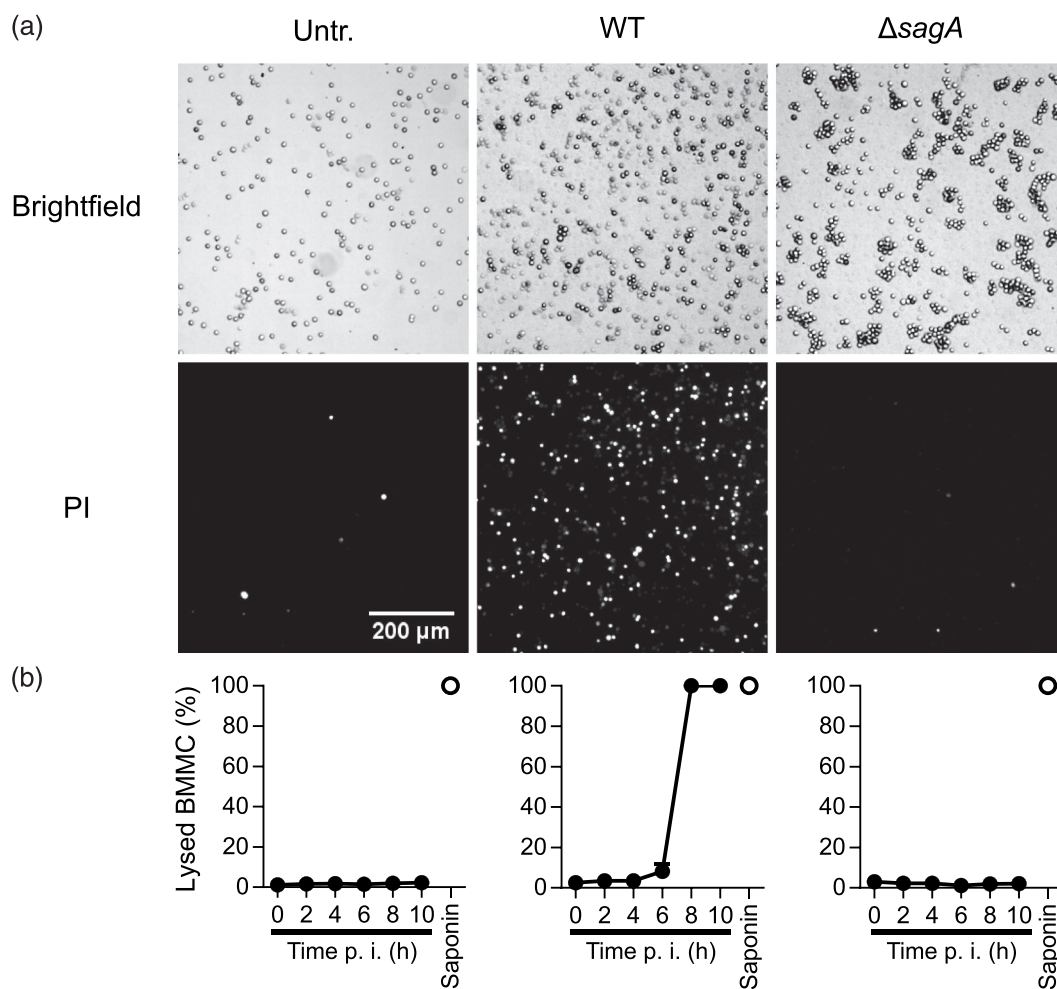 (a)
Untr.
WT
ΔsagA
Brightfield
PI
200 μm
(b)
Lysed BMMC (%)
100
80
60
40
20
0
0 2 4 6 8 10
Saponin
Time p. i. (h)
100
80
60
40
20
0
0 2 4 6 8 10
Saponin
Time p. i. (h)
100
80
60
40
20
0
0 2 4 6 8 10
Saponin
Time p. i. (h)